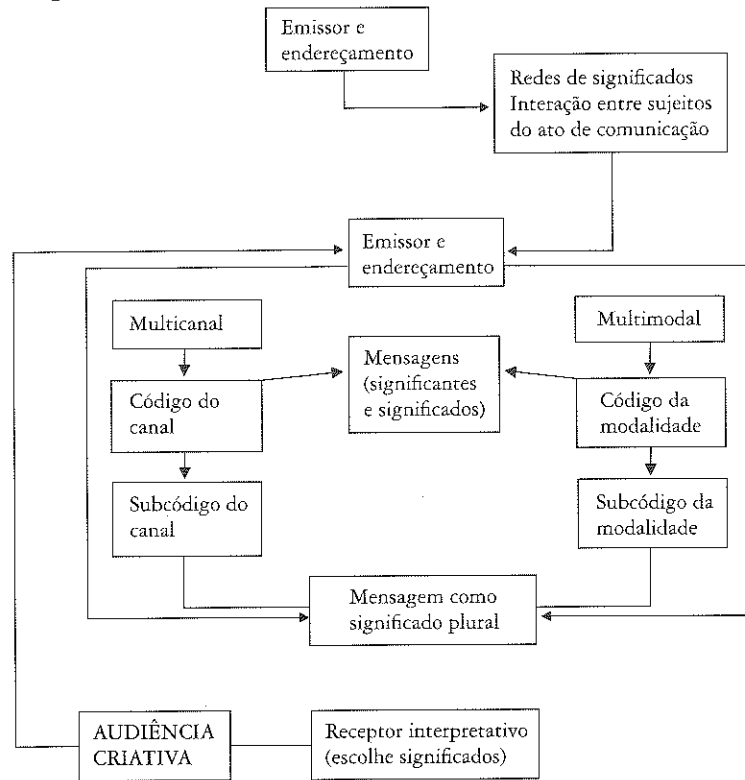 Emissor e
endereçamento
Redes de significados
Interação entre sujeitos
do ato de comunicação
Emissor e
endereçamento
Multicanal
Multimodal
Mensagens
(significantes
e significados)
Código do
canal
Código da
modalidade
Subcódigo do
canal
Subcódigo da
modalidade
Mensagem como
significado plural
AUDIÊNCIA
CRIATIVA
Receptor interpretativo
(escolhe significados)